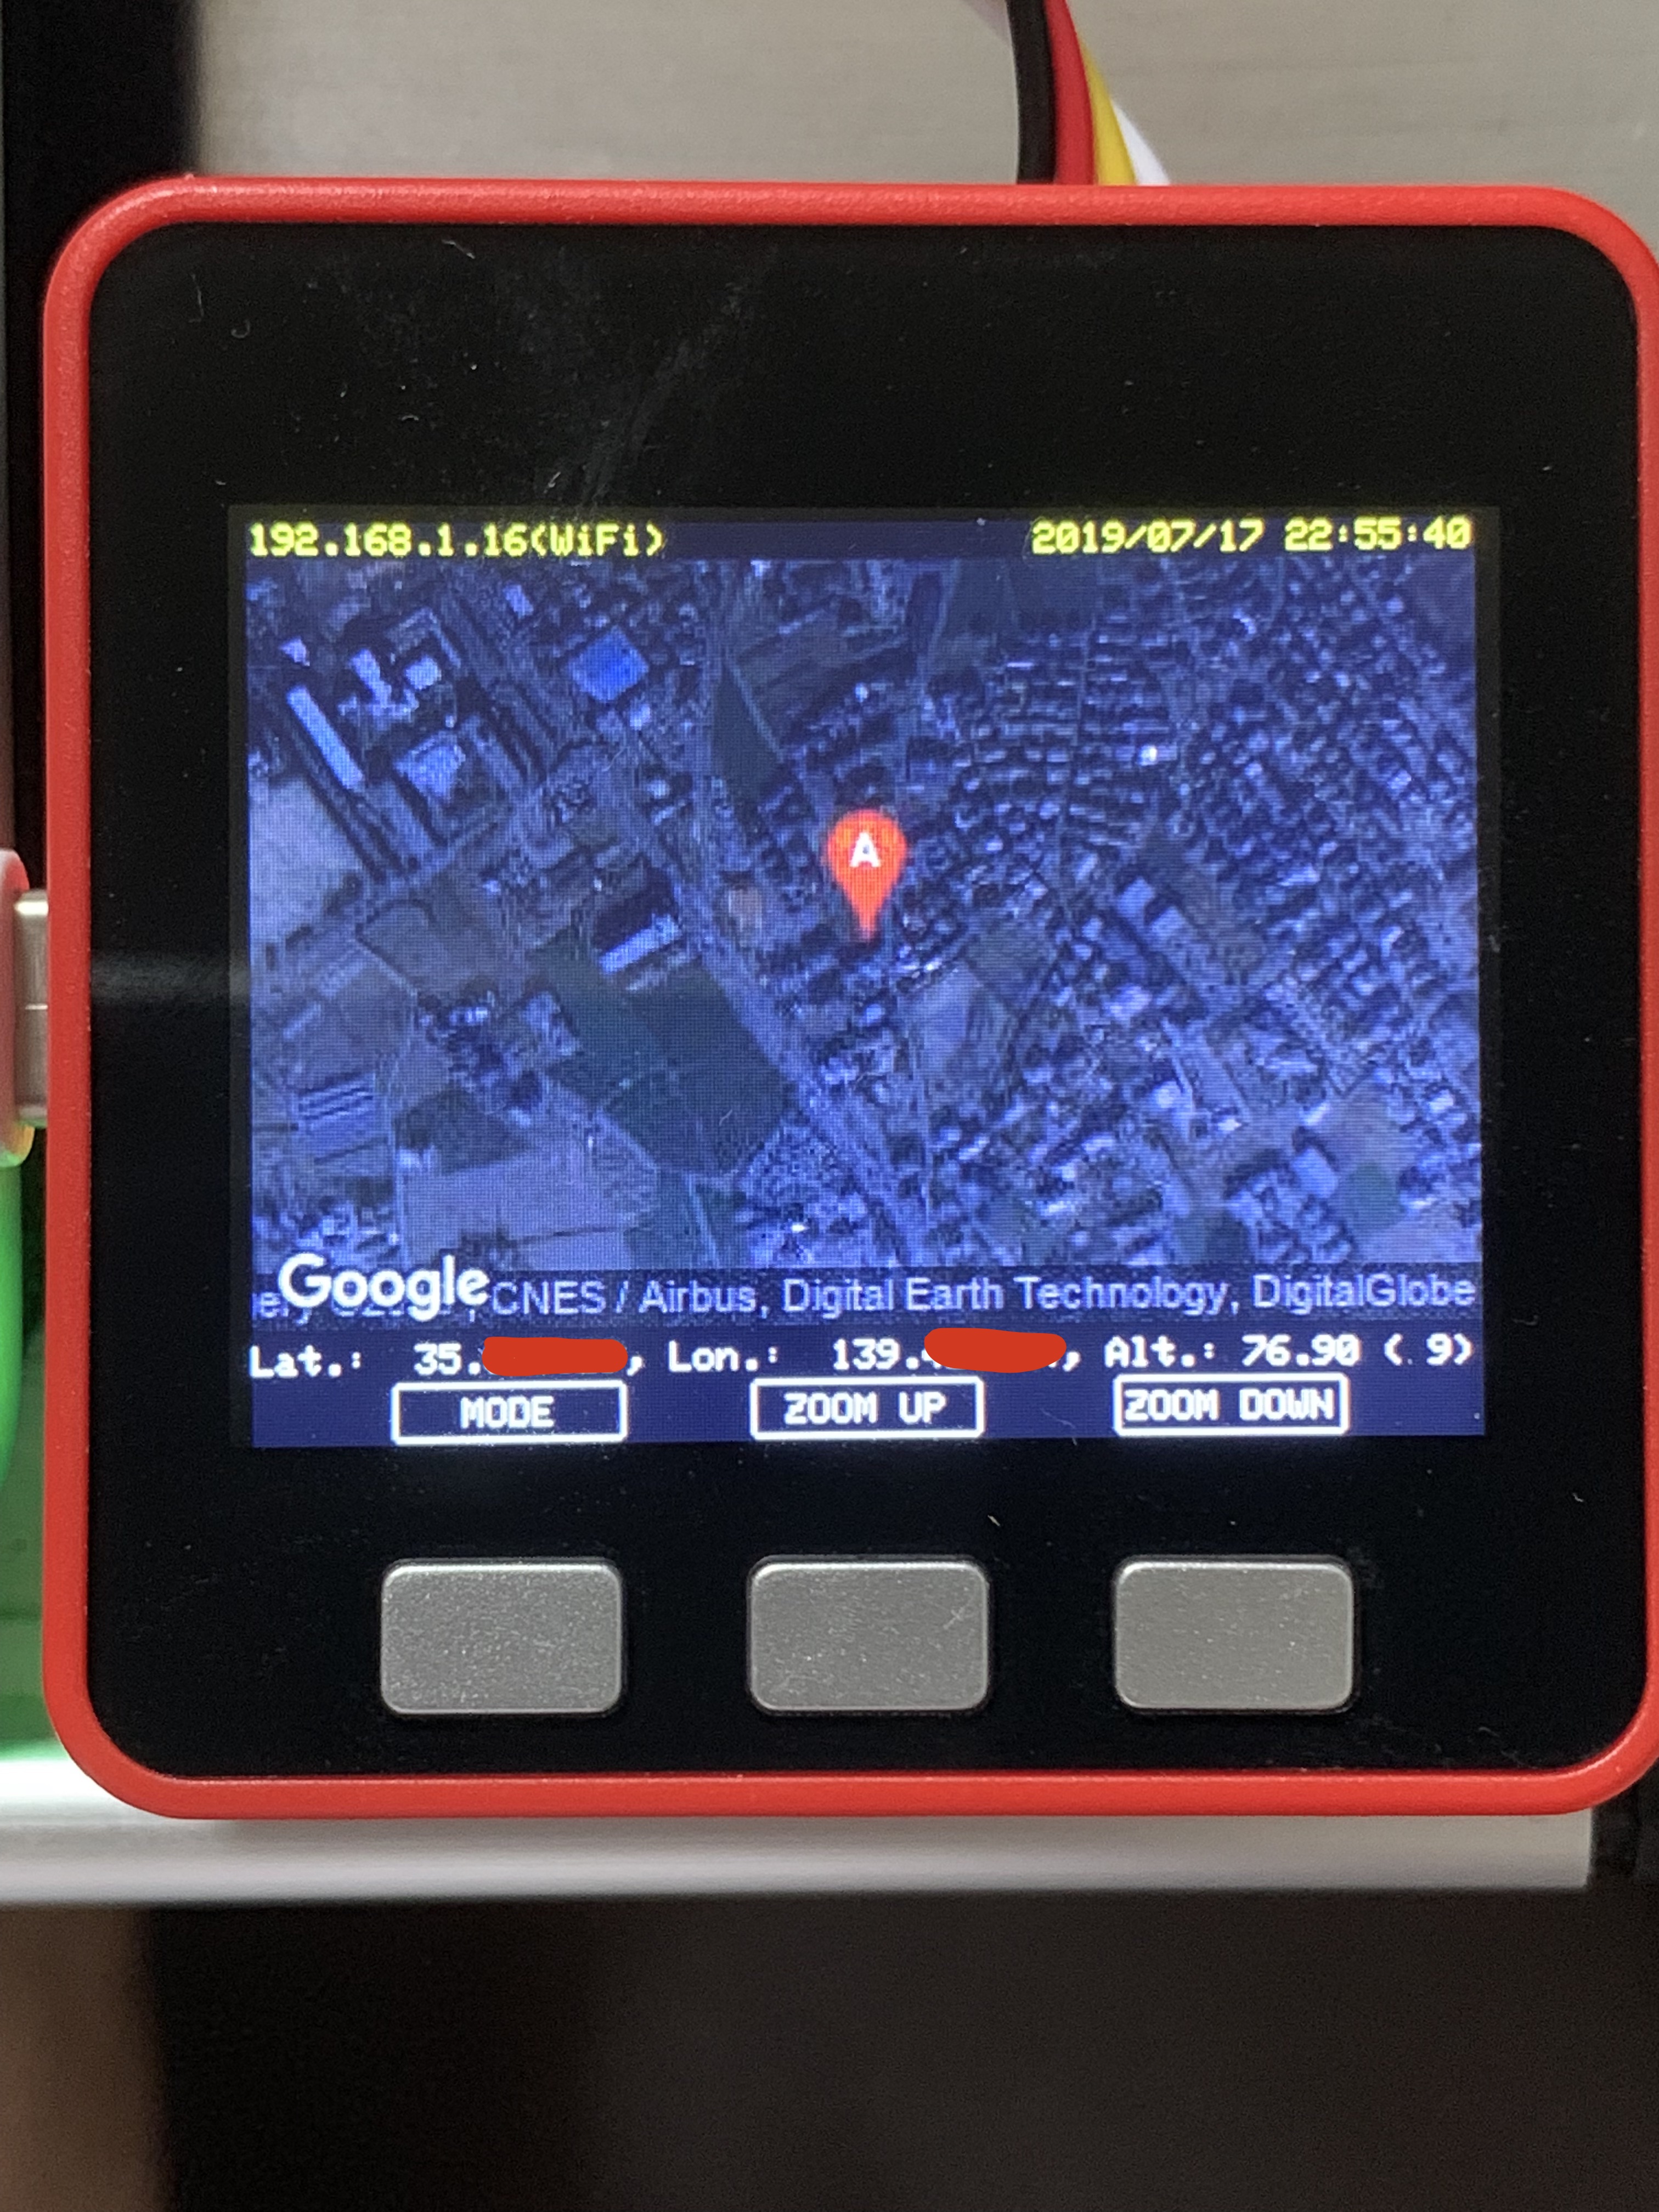 192.168.1.16(WiFi) 2019/07/17 22:55:40
A
Google CNES / Airbus, Digital Earth Technology, DigitalGlobe
Lat.: 35. , Lon.: 139. , Alt.: 76.90 ( 9)
MODE ZOOM UP ZOOM DOWN